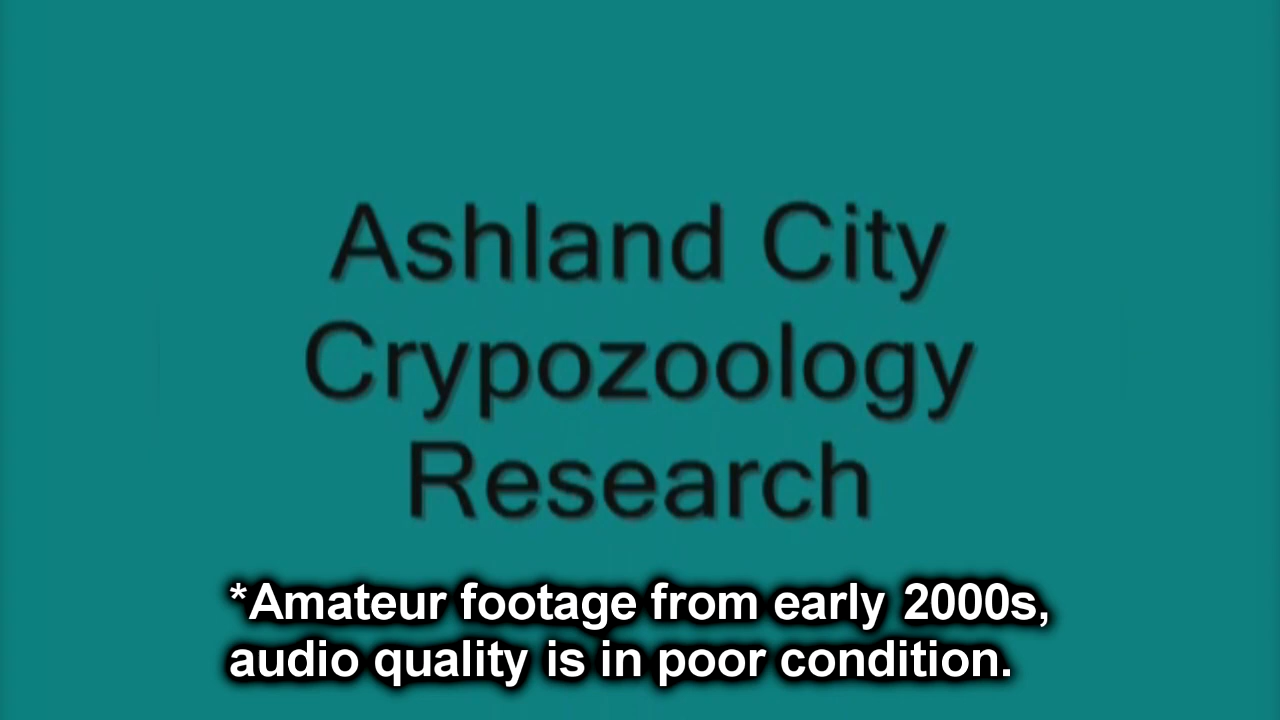 Ashland City
Crypozoology
Research
*Amateur footage from early 2000s,
audio quality is in poor condition.